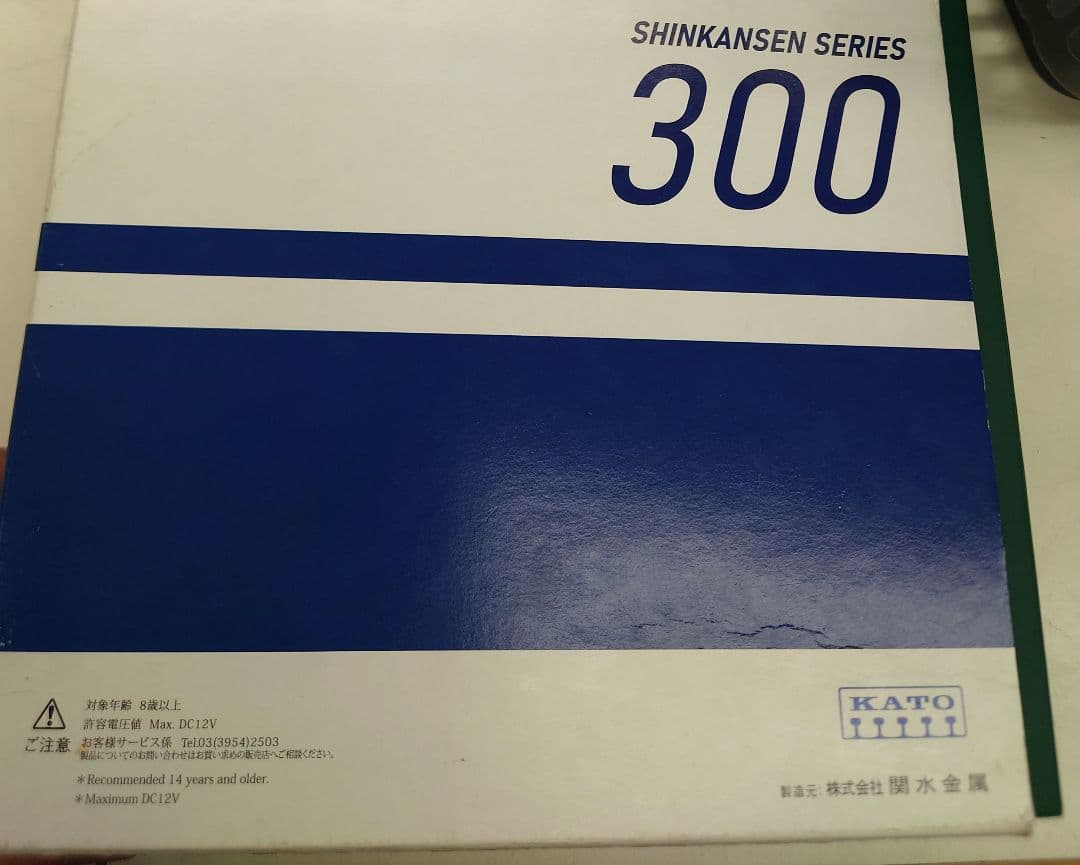 SHINKANSEN SERIES
300
対象年齢 8歳以上
許容電圧値 Max. DC12V
ご注意 お客様サービス係 Tel.03(3954)2503
製品についてのお問い合わせはお買い求めの販売店へご相談ください。
*Recommended 14 years and older.
*Maximum DC12V
KATO
製造元: 株式会社 関水金属